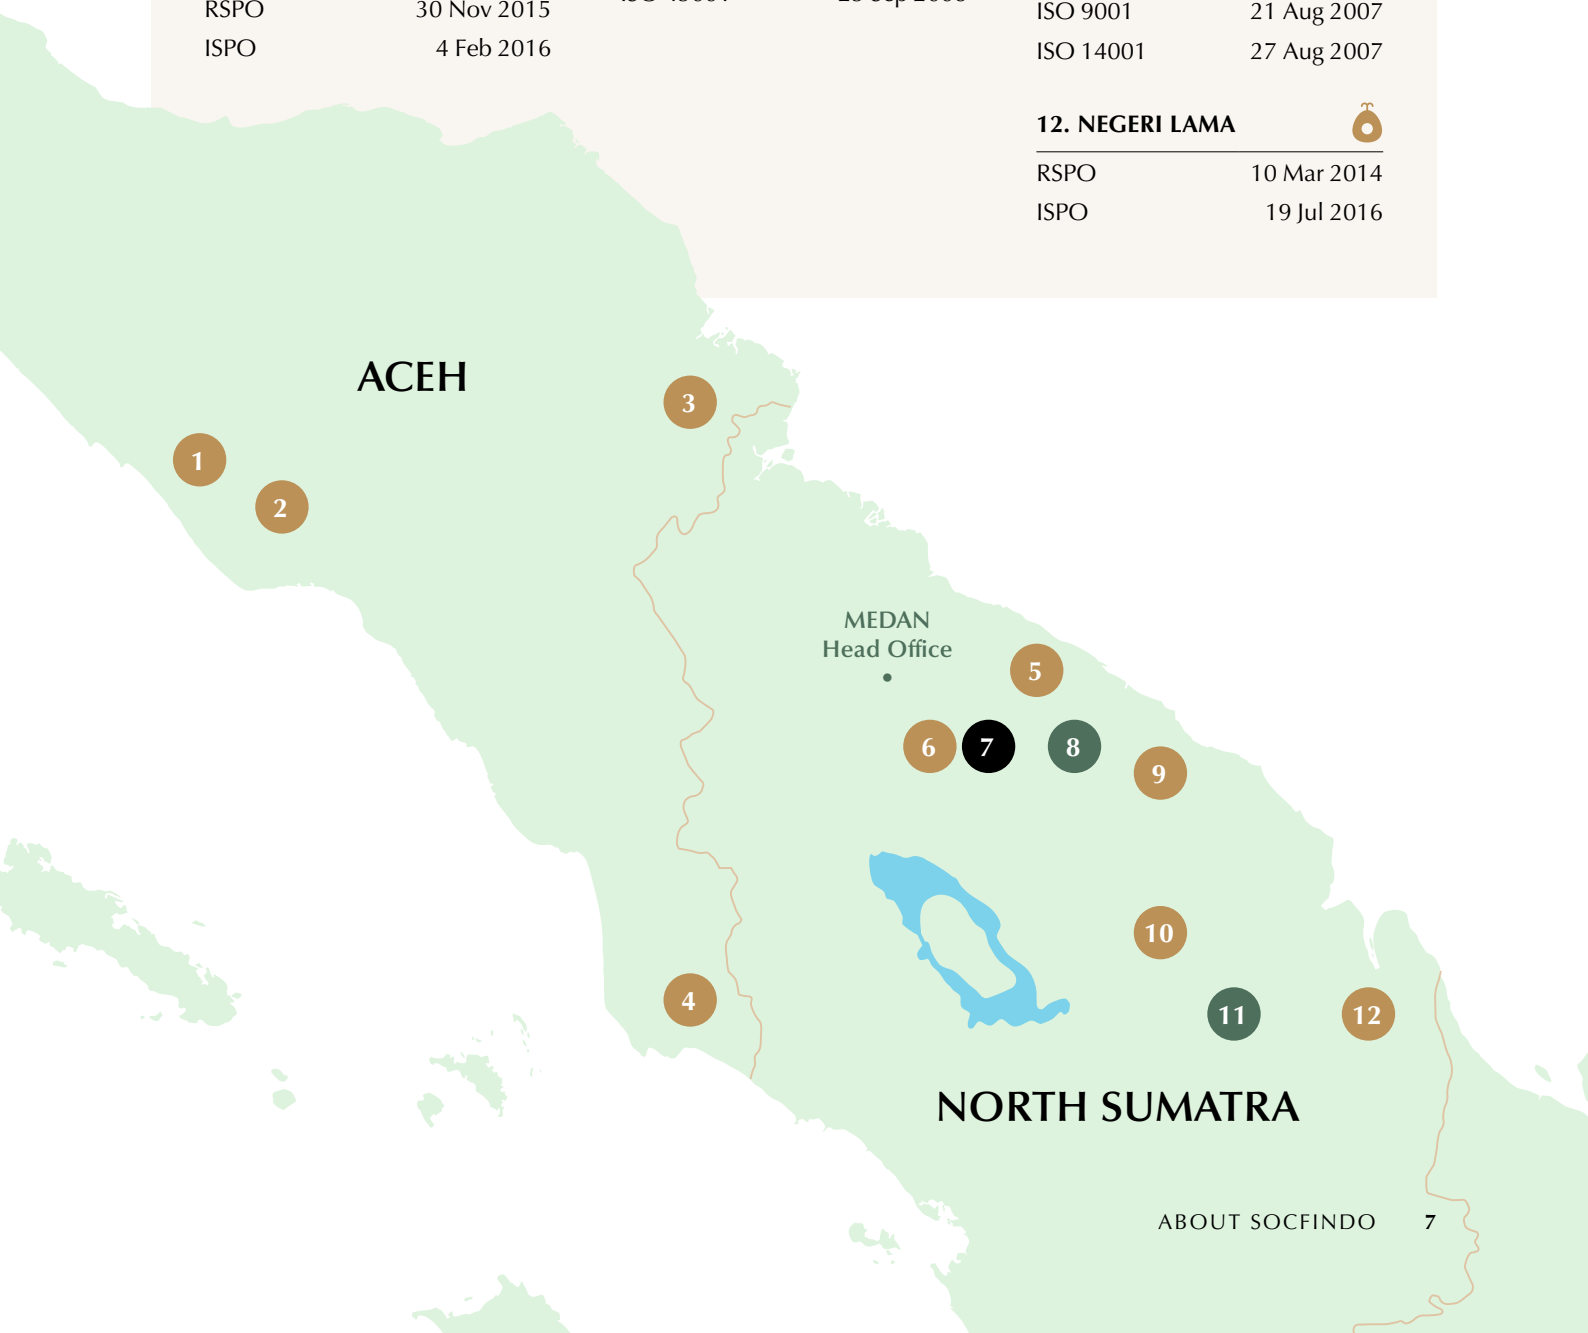 RSPO 30 Nov 2015
ISPO 4 Feb 2016
ISO 9001 21 Aug 2007
ISO 14001 27 Aug 2007
12. NEGERI LAMA
RSPO 10 Mar 2014
ISPO 19 Jul 2016
ACEH
3
1
2
MEDAN
Head Office
5
6 7 8
9
10
4
11 12
NORTH SUMATRA
ABOUT SOCFINDO 7